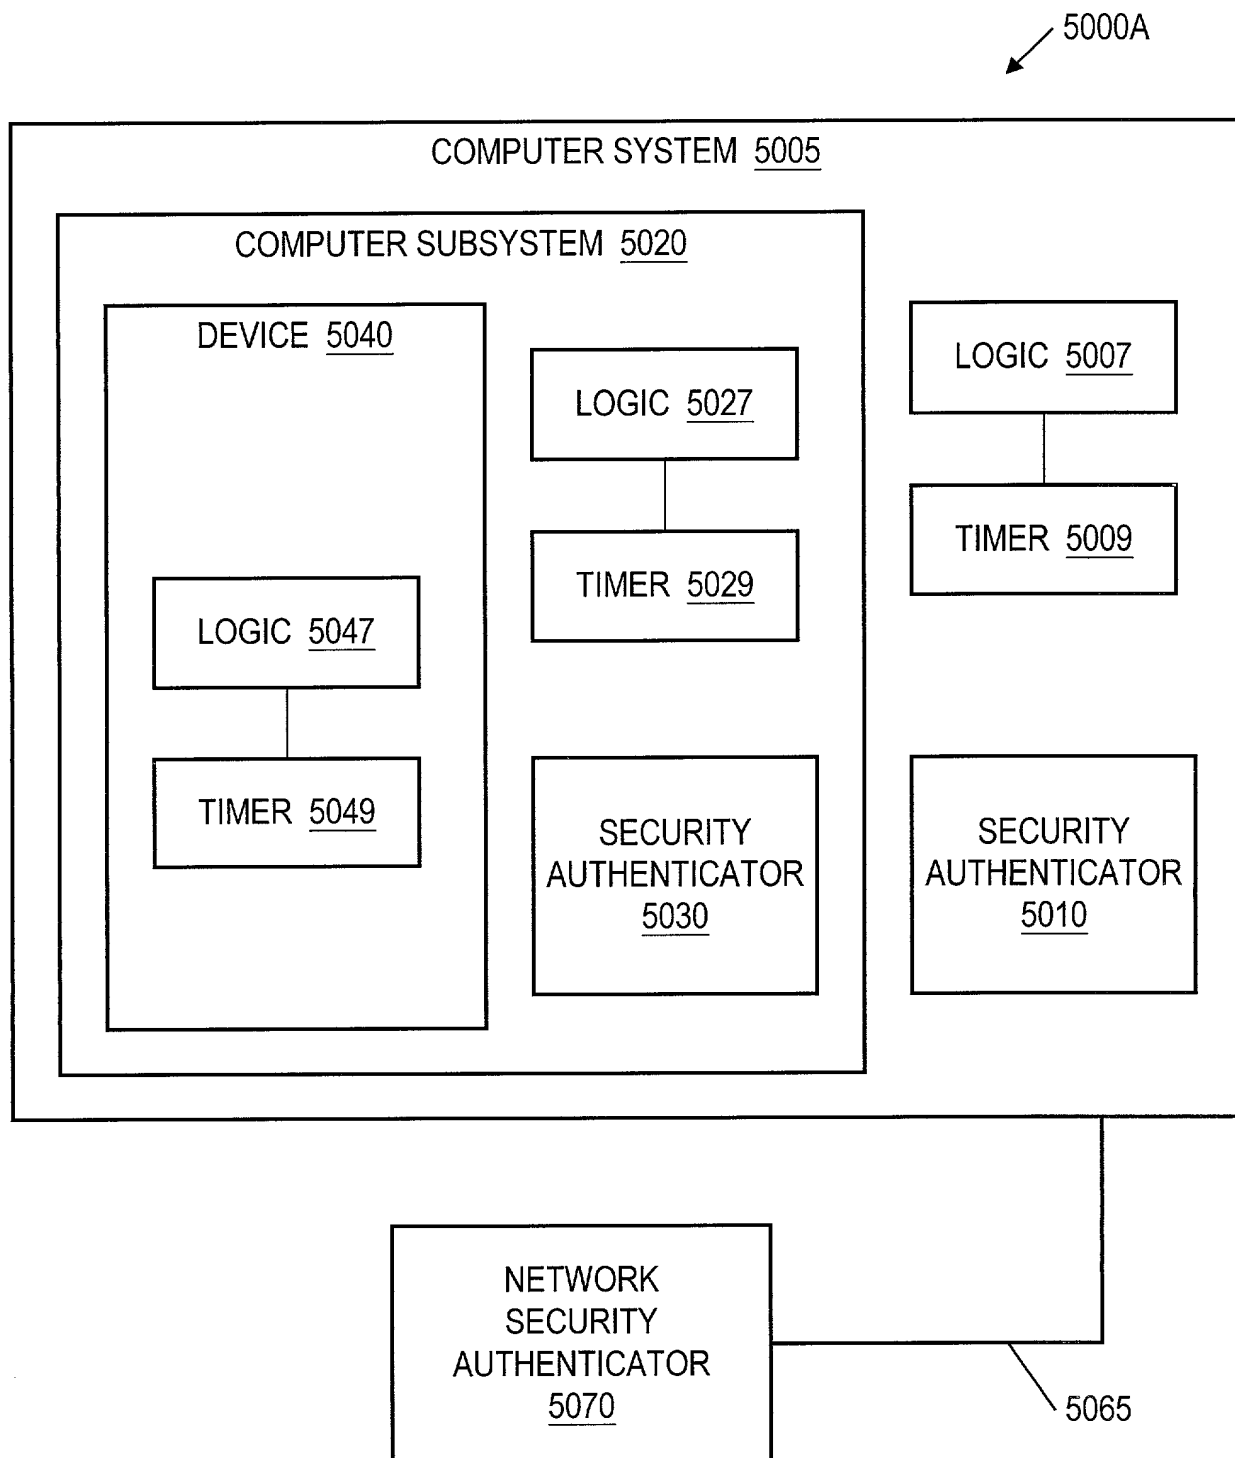 5000A
COMPUTER SYSTEM 5005
COMPUTER SUBSYSTEM 5020
DEVICE 5040
LOGIC 5007
LOGIC 5027
TIMER 5009
TIMER 5029
LOGIC 5047
TIMER 5049
SECURITY
AUTHENTICATOR
5030
SECURITY
AUTHENTICATOR
5010
NETWORK
SECURITY
AUTHENTICATOR
5070
5065